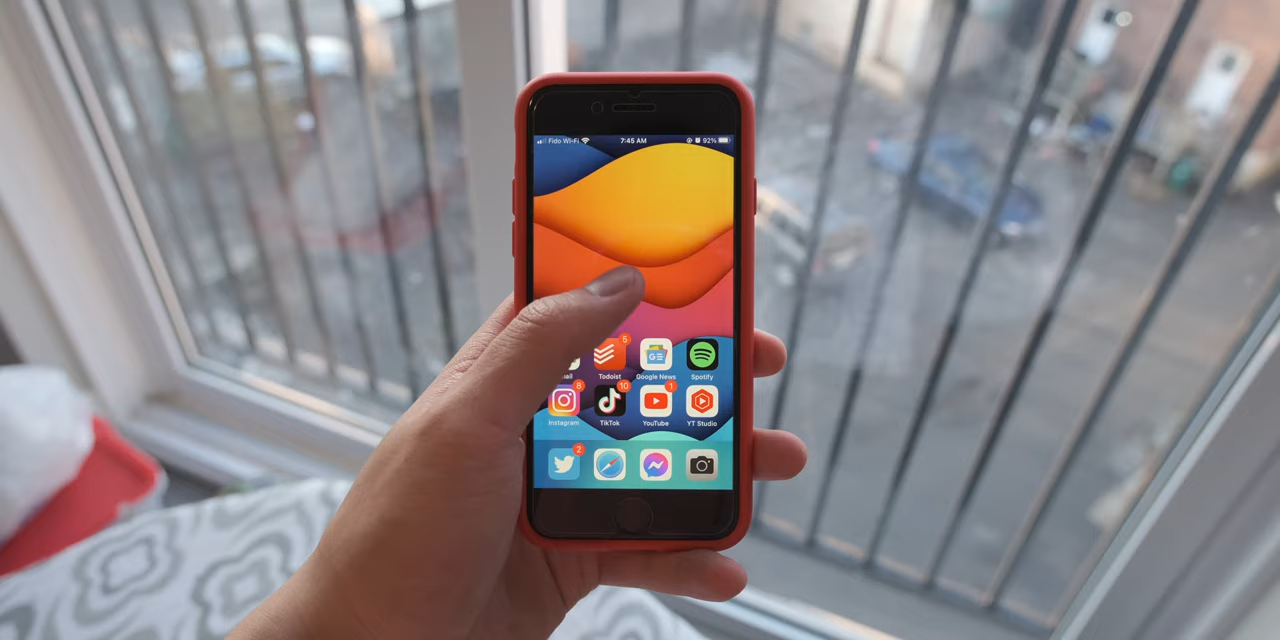 Fido Wi-Fi 7:45 AM 92%
5
ail Todoist Google News Spotify
8 10 1
Instagram TikTok YouTube YT Studio
2